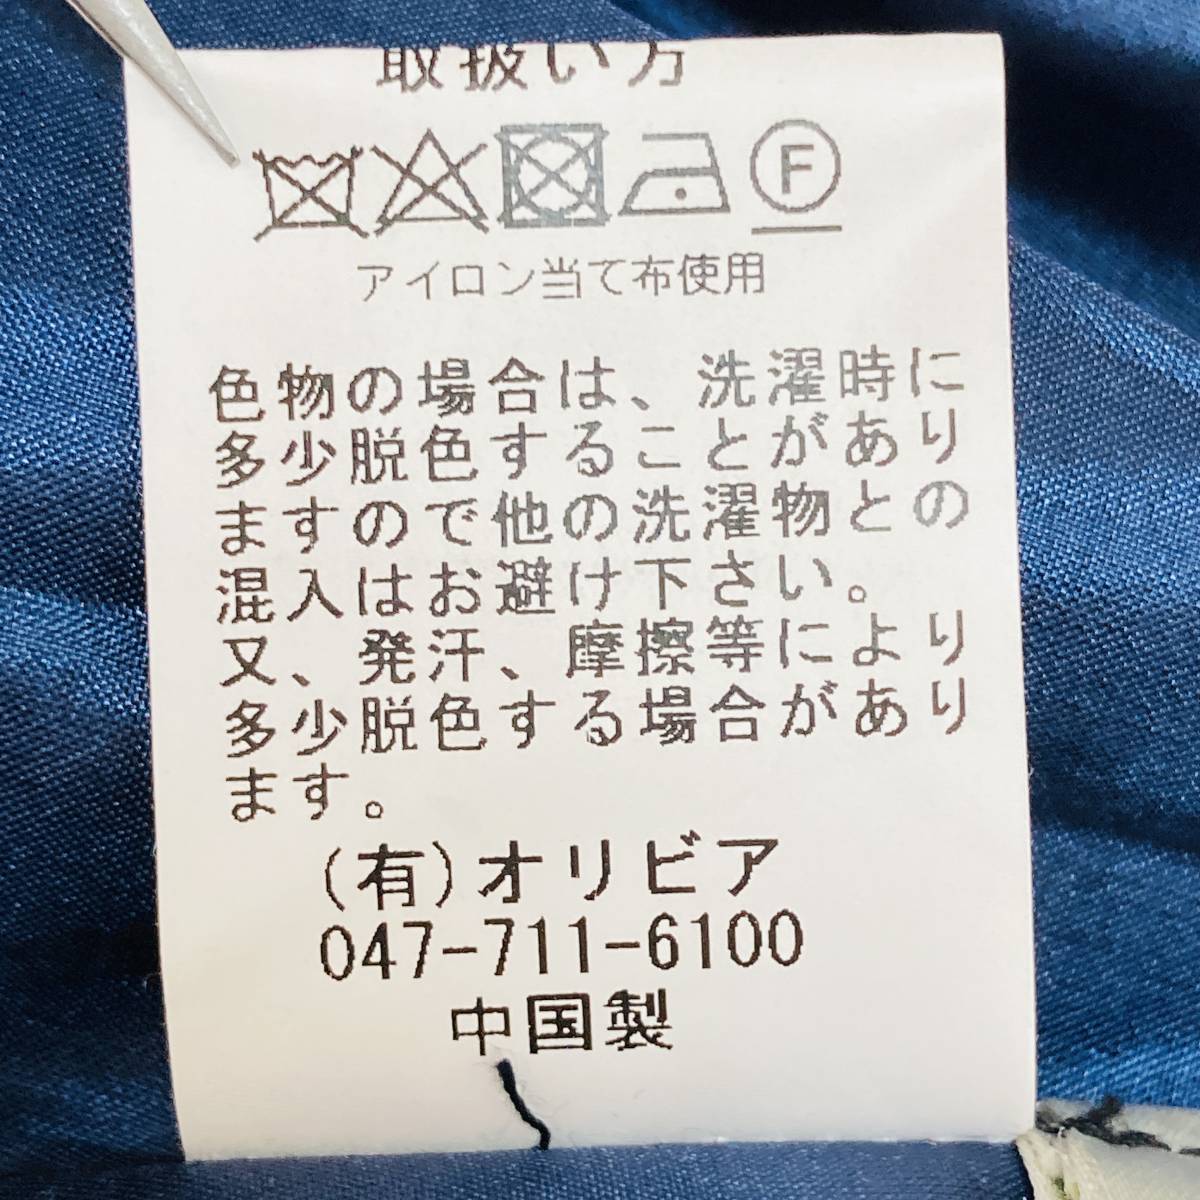 取扱い方
F
アイロン当て布使用
色物の場合は、洗濯時に
多少脱色することがあり
ますので他の洗濯物との
混入はお避け下さい。
又、発汗、摩擦等により
多少脱色する場合があり
ます。
(有)オリビア
047-711-6100
中国製